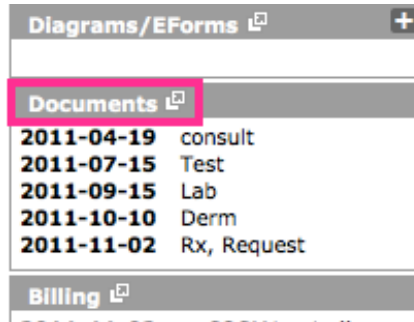 Diagrams/EForms
Documents
2011-04-19 consult
2011-07-15 Test
2011-09-15 Lab
2011-10-10 Derm
2011-11-02 Rx, Request
Billing